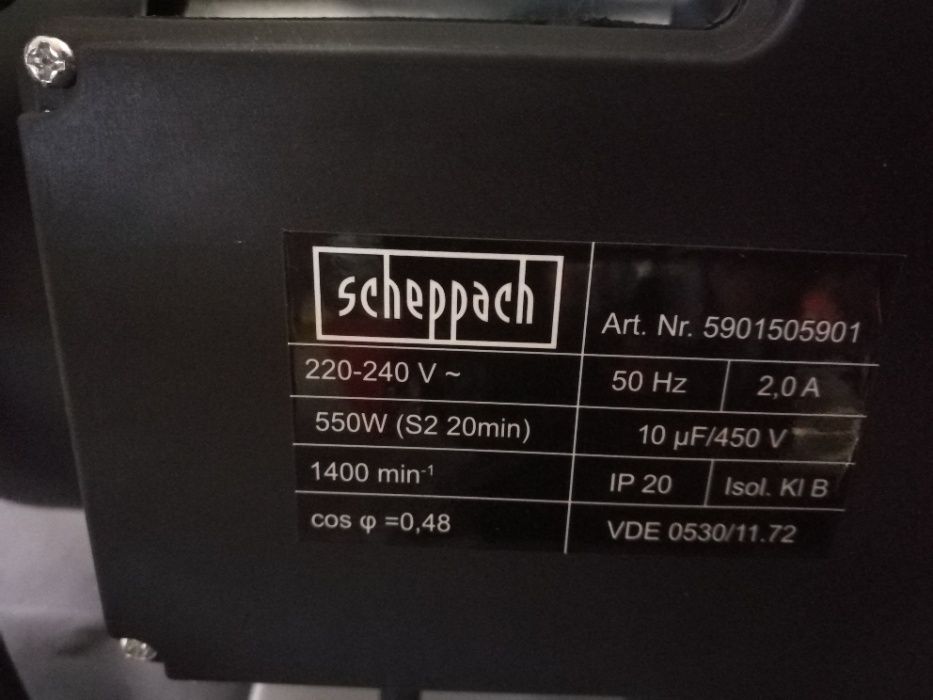 scheppach
Art. Nr. 5901505901
220-240 V ~
50 Hz
2,0 A
550W (S2 20min)
10 µF/450 V
1400 min⁻¹
IP 20
Isol. Kl B
cos φ =0,48
VDE 0530/11.72